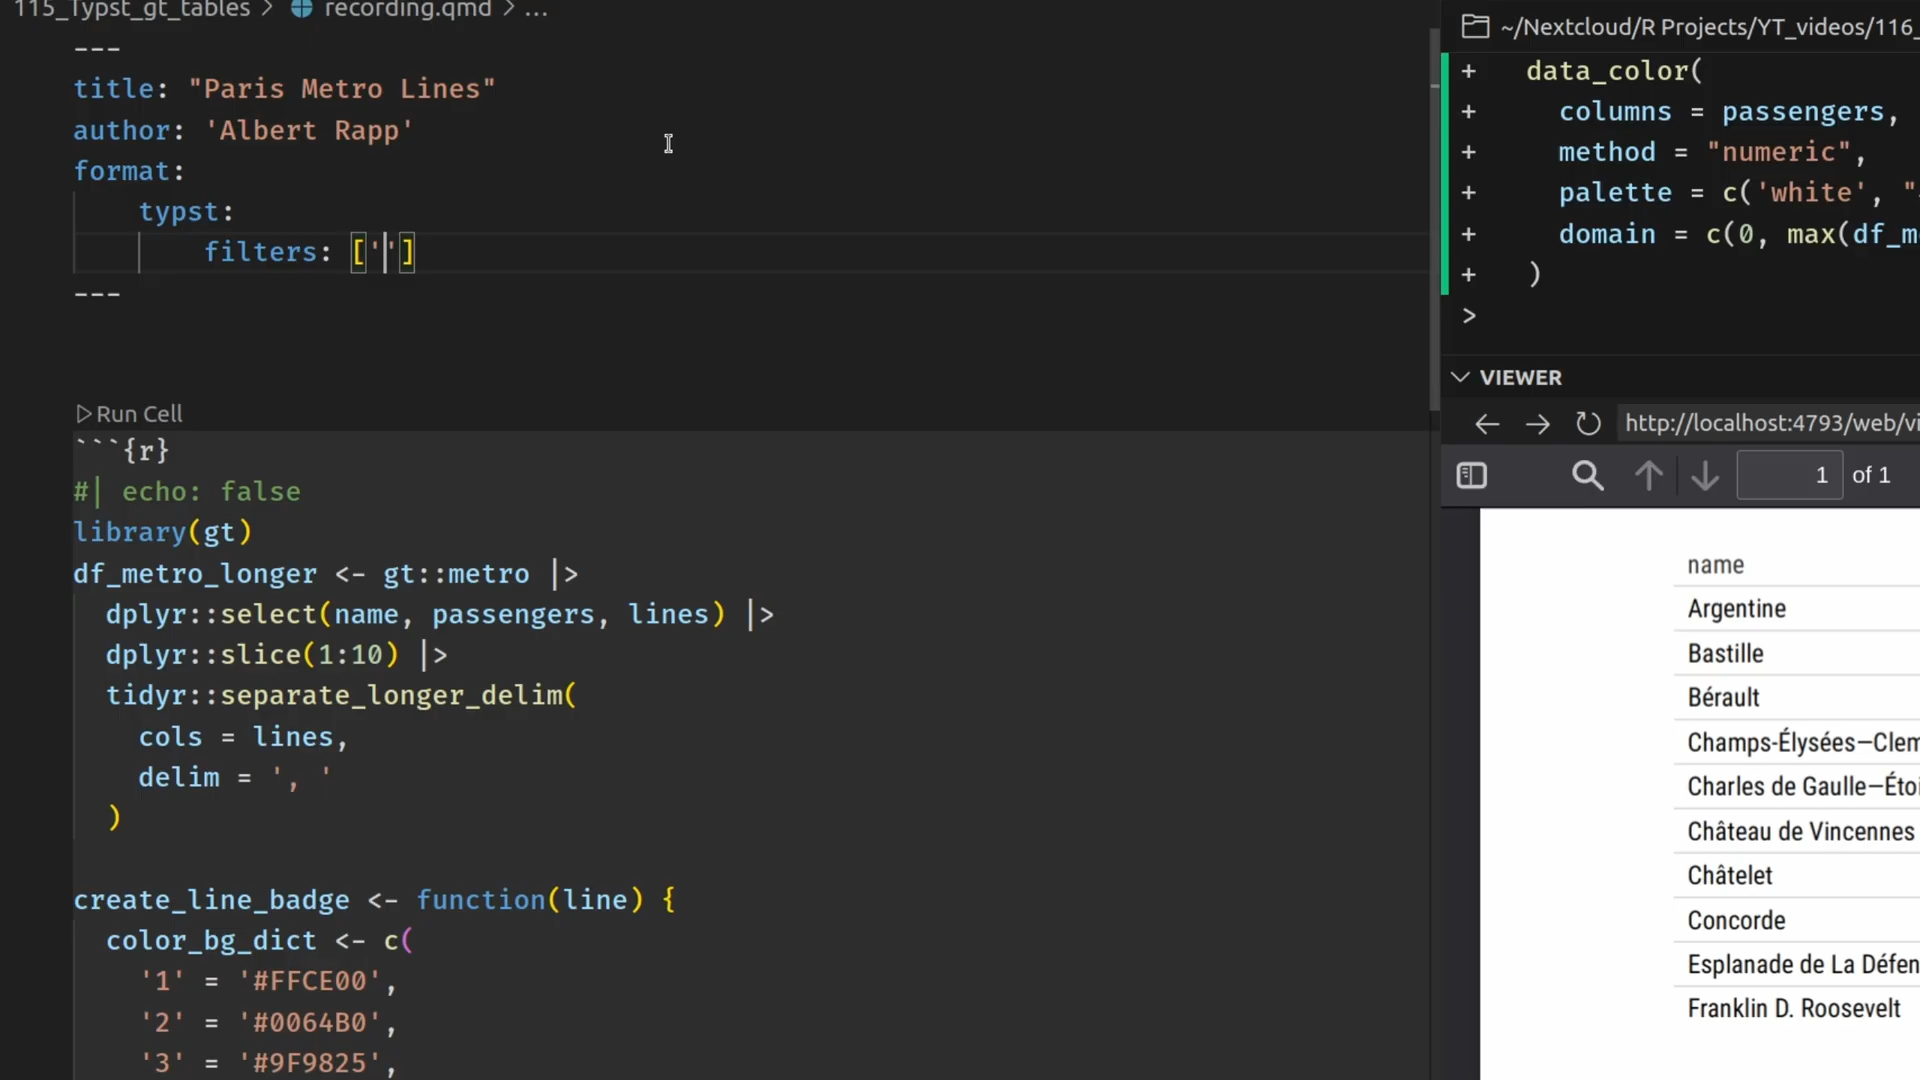 115_Typst_gt_tables > recording.qmd > ...
---
title: "Paris Metro Lines"
author: 'Albert Rapp'
format:
typst:
filters: ['']
---
Run Cell
```{r}
#| echo: false
library(gt)
df_metro_longer <- gt::metro |>
dplyr::select(name, passengers, lines) |>
dplyr::slice(1:10) |>
tidyr::separate_longer_delim(
cols = lines,
delim = ', '
)
create_line_badge <- function(line) {
color_bg_dict <- c(
'1' = '#FFCE00',
'2' = '#0064B0',
'3' = '#9F9825',
~/Nextcloud/R Projects/YT_videos/116_
+ data_color(
+ columns = passengers,
+ method = "numeric",
+ palette = c('white', "
+ domain = c(0, max(df_m
+ )
>
VIEWER
http://localhost:4793/web/vi
1 of 1
name
Argentine
Bastille
Bérault
Champs-Élysées—Clem
Charles de Gaulle—Étoi
Château de Vincennes
Châtelet
Concorde
Esplanade de La Défen
Franklin D. Roosevelt